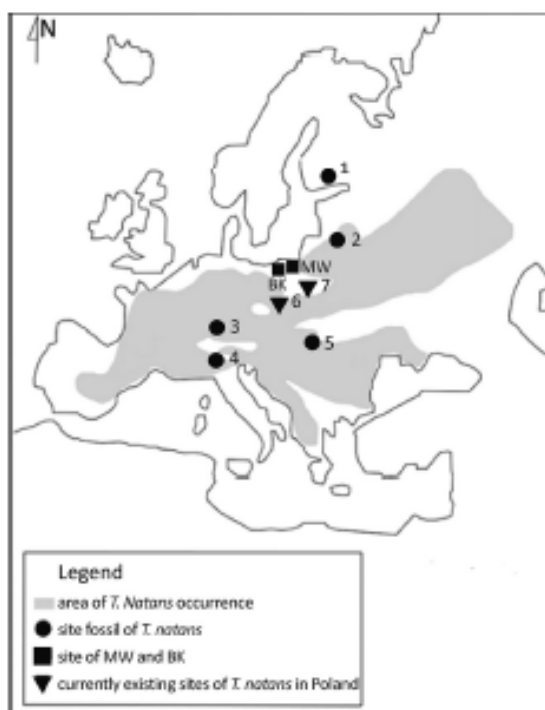 N
1
2
MW
BK
7
6
3
5
4
Legend
area of T. Natans occurrence
site fossil of T. natans
site of MW and BK
currently existing sites of T. natans in Poland